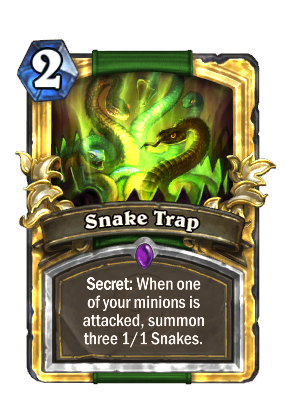 2
Snake Trap
Secret: When one
of your minions is
attacked, summon
three 1/1 Snakes.